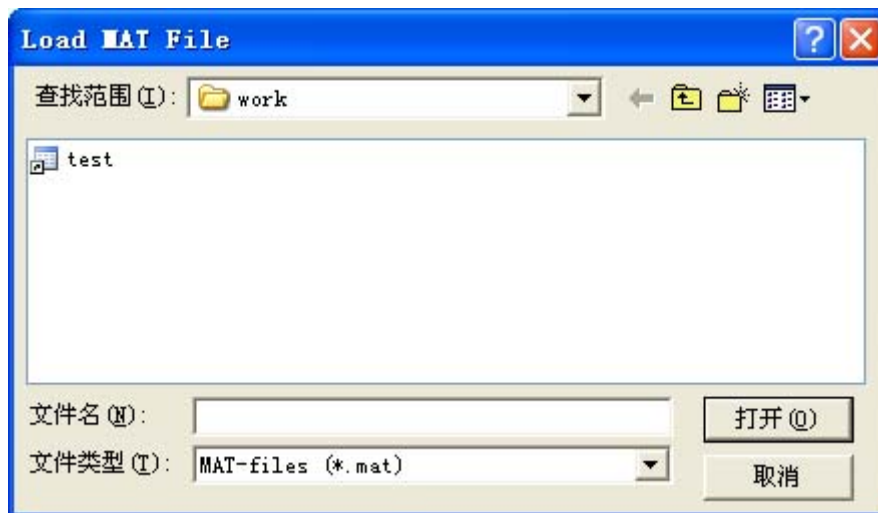 Load MAT File
查找范围(I): work
test
文件名(N):
打开(O)
文件类型(T): MAT-files (*.mat)
取消